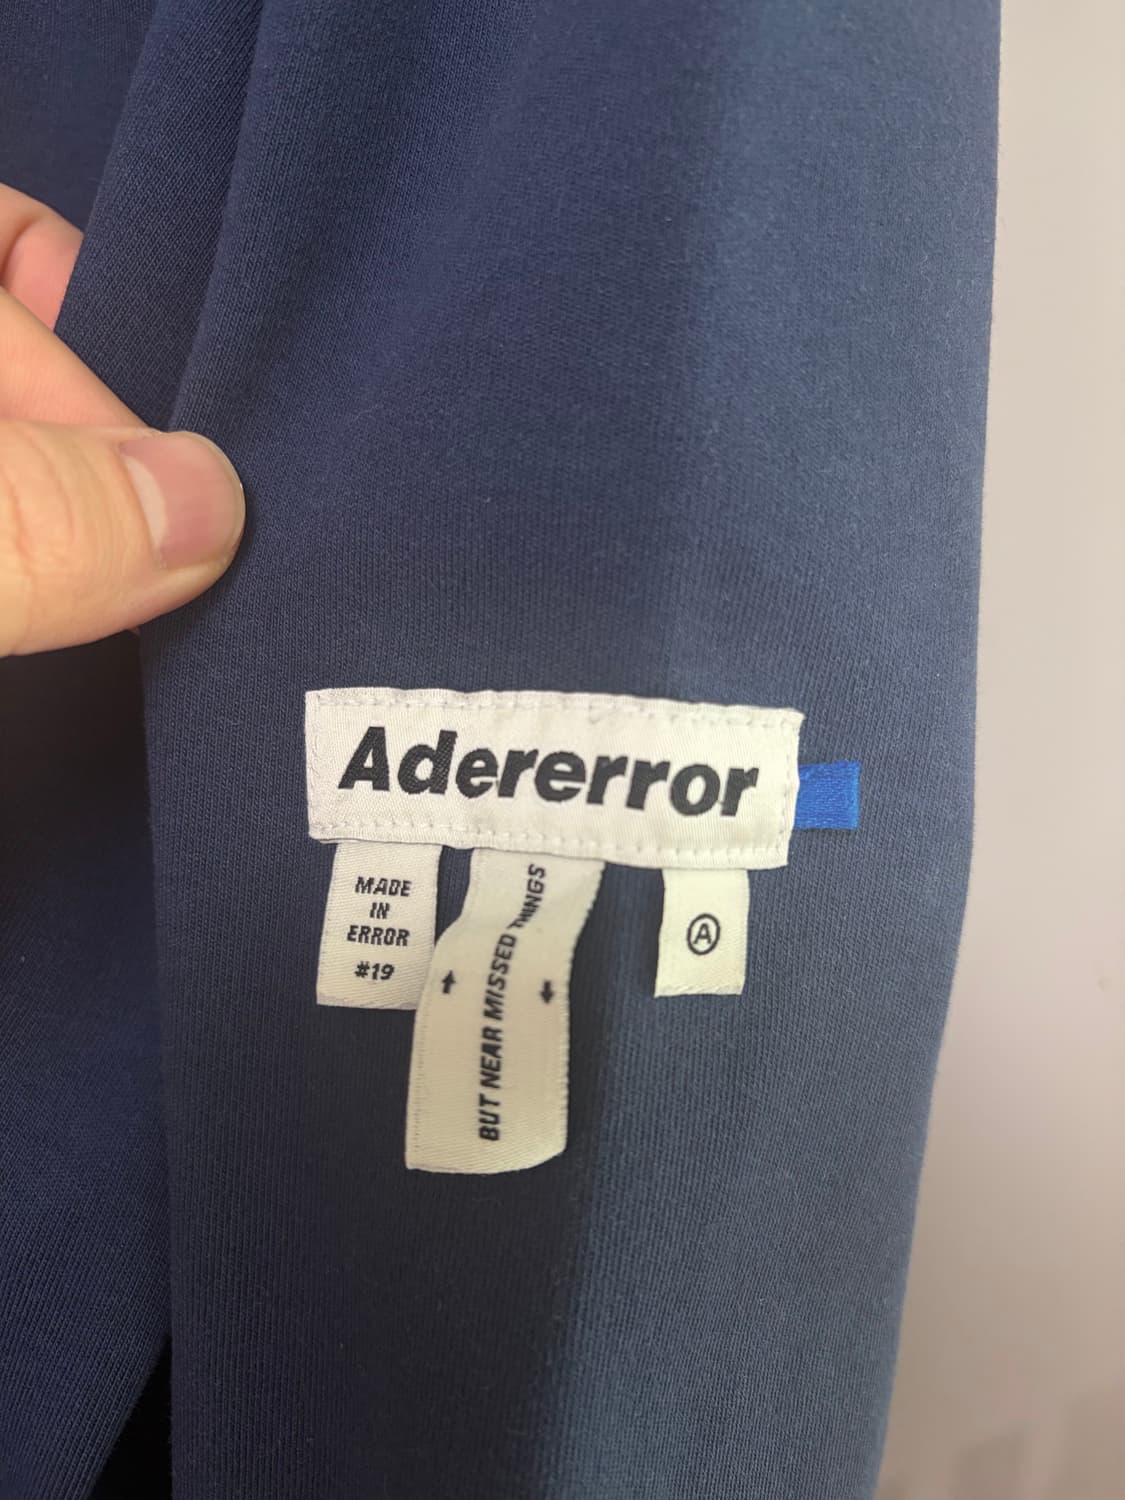 Adererror
MADE
IN
ERROR
#19
BUT NEAR MISSED THINGS
A